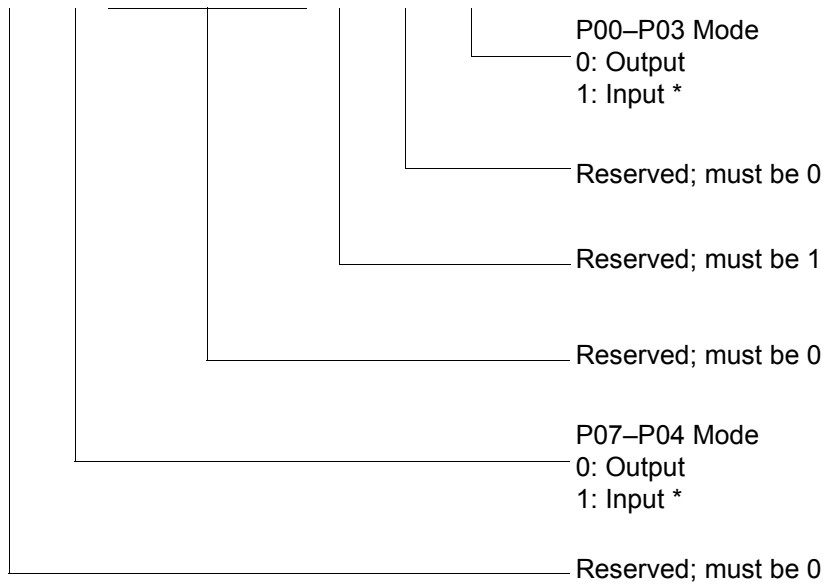 P00–P03 Mode
0: Output
1: Input *
Reserved; must be 0
Reserved; must be 1
Reserved; must be 0
P07–P04 Mode
0: Output
1: Input *
Reserved; must be 0